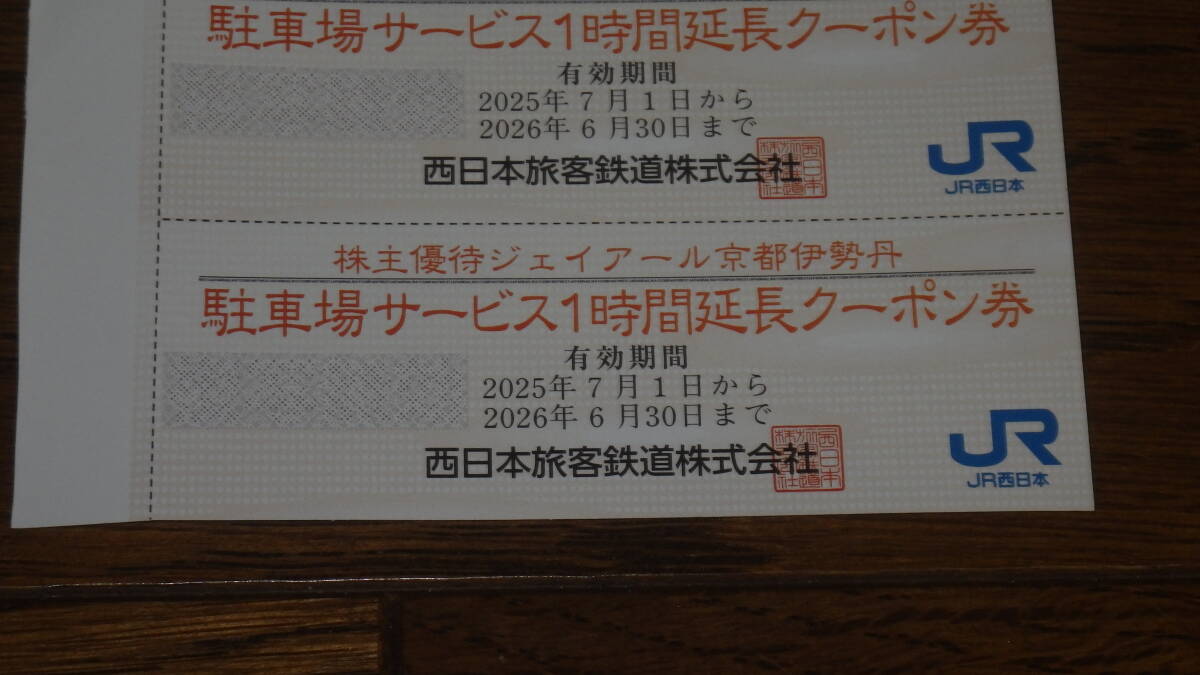 駐車場サービス1時間延長クーポン券
有効期間
2025年7月1日から
2026年6月30日まで
西日本旅客鉄道株式会社
JR
JR西日本
株主優待ジェイアール京都伊勢丹
駐車場サービス1時間延長クーポン券
有効期間
2025年7月1日から
2026年6月30日まで
西日本旅客鉄道株式会社
JR
JR西日本